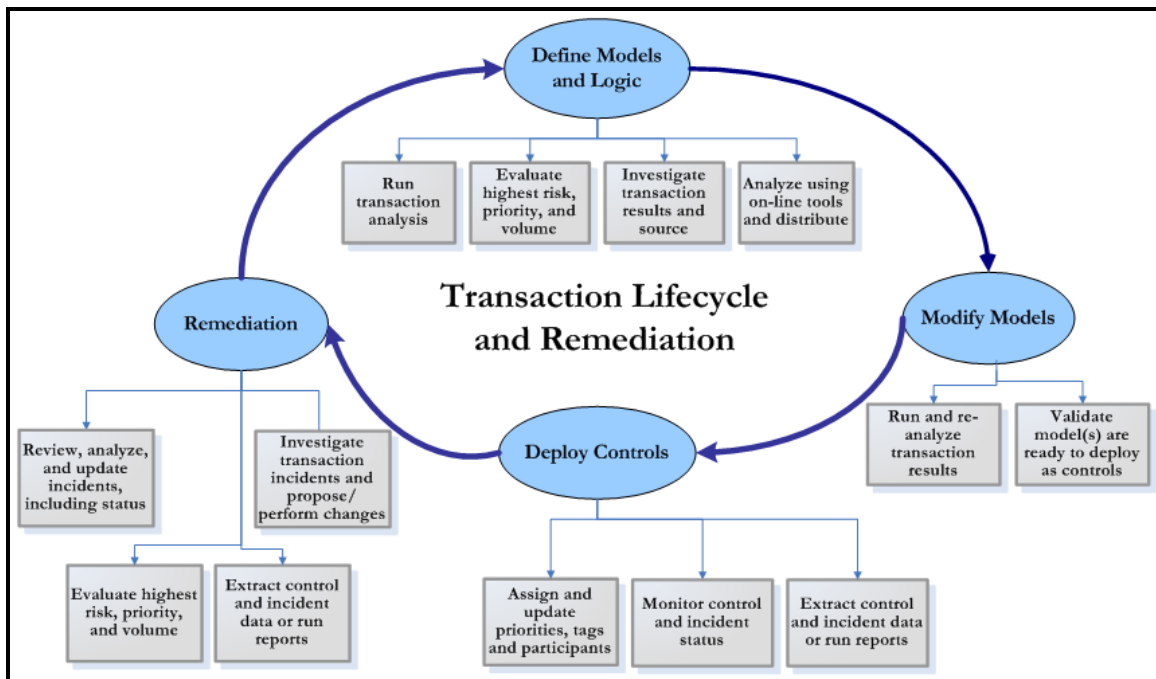 Define Models
and Logic
Run
transaction
analysis
Evaluate
highest risk,
priority, and
volume
Investigate
transaction
results and
source
Analyze using
on-line tools
and distribute
Transaction Lifecycle
and Remediation
Remediation
Modify Models
Run and re-
analyze
transaction
results
Validate
model(s) are
ready to deploy
as controls
Deploy Controls
Review, analyze,
and update
incidents,
including status
Investigate
transaction
incidents and
propose/
perform changes
Evaluate highest
risk, priority,
and volume
Extract control
and incident
data or run
reports
Assign and
update
priorities, tags
and participants
Monitor control
and incident
status
Extract control
and incident data
or run reports